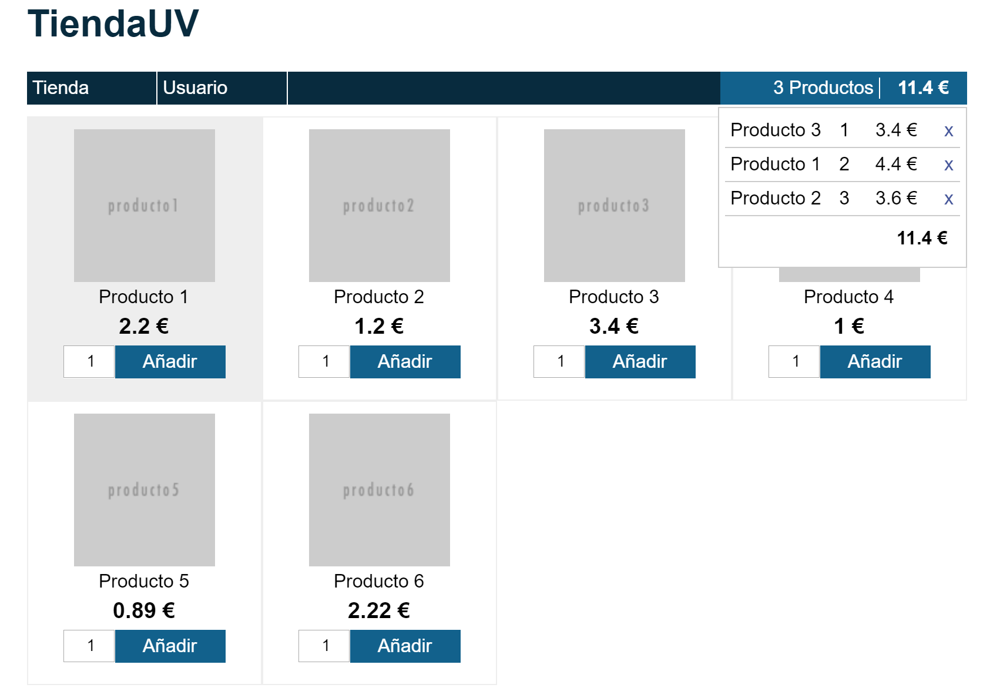 TiendaUV
Tienda Usuario 3 Productos 11.4 €
Producto 3 1 3.4 € x
Producto 1 2 4.4 € x
Producto 2 3 3.6 € x
11.4 €
producto1 producto2 producto3
Producto 1 Producto 2 Producto 3 Producto 4
2.2 € 1.2 € 3.4 € 1 €
1 Añadir 1 Añadir 1 Añadir 1 Añadir
producto5 producto6
Producto 5 Producto 6
0.89 € 2.22 €
1 Añadir 1 Añadir